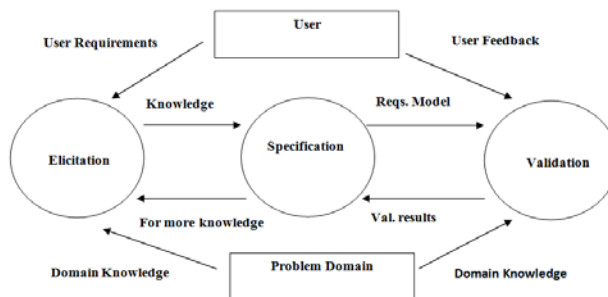 User
User Requirements
User Feedback
Knowledge
Reqs. Model
Elicitation
Specification
Validation
For more knowledge
Val. results
Domain Knowledge
Problem Domain
Domain Knowledge